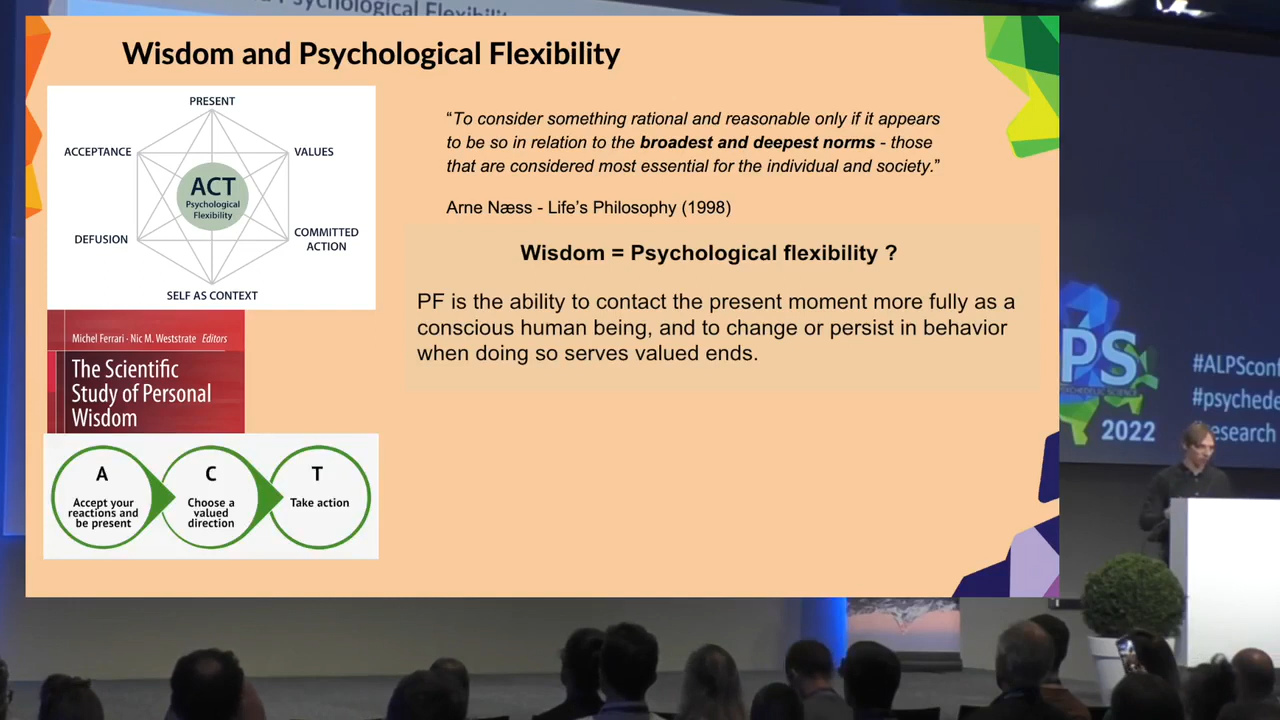 Psychological Flexibility
Wisdom and Psychological Flexibility
PRESENT
ACCEPTANCE
VALUES
ACT
Psychological
Flexibility
DEFUSION
COMMITTED
ACTION
SELF AS CONTEXT
Michel Ferrari · Nic M. Weststrate Editors
The Scientific
Study of Personal
Wisdom
A
Accept your
reactions and
be present
C
Choose a
valued
direction
T
Take action
“To consider something rational and reasonable only if it appears
to be so in relation to the broadest and deepest norms - those
that are considered most essential for the individual and society.”
Arne Næss - Life’s Philosophy (1998)
Wisdom = Psychological flexibility ?
PF is the ability to contact the present moment more fully as a
conscious human being, and to change or persist in behavior
when doing so serves valued ends.
PS
2022
#ALPSconf
#psychede
esearch